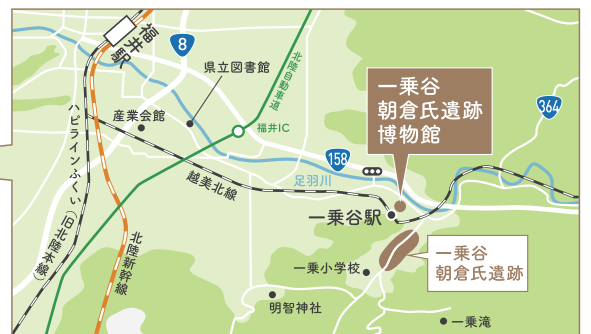 福井駅
8
県立図書館
北陸自動車道
産業会館
福井IC
ハピラインふくい(旧北陸本線)
越美北線
158
足羽川
一乗谷
朝倉氏遺跡
博物館
364
一乗谷駅
北陸新幹線
一乗小学校
一乗谷
朝倉氏遺跡
明智神社
一乗滝